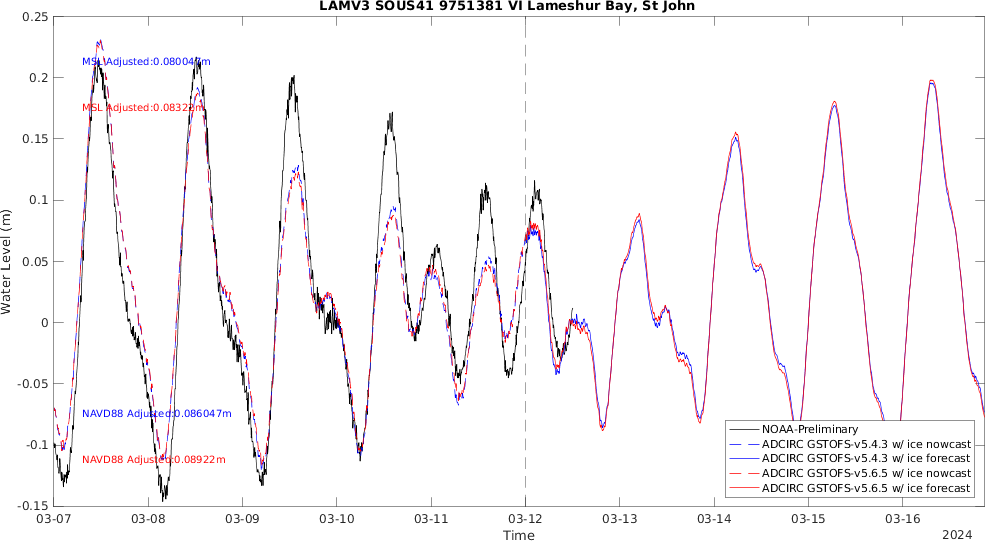 LAMV3 SOUS41 9751381 VI Lameshur Bay, St John
Water Level (m)
0.25
0.2
0.15
0.1
0.05
0
-0.05
-0.1
-0.15
MSL Adjusted:0.080047m
MSL Adjusted:0.08322m
NAVD88 Adjusted:0.086047m
NAVD88 Adjusted:0.08922m
NOAA-Preliminary
ADCIRC GSTOFS-v5.4.3 w/ ice nowcast
ADCIRC GSTOFS-v5.4.3 w/ ice forecast
ADCIRC GSTOFS-v5.6.5 w/ ice nowcast
ADCIRC GSTOFS-v5.6.5 w/ ice forecast
03-07 03-08 03-09 03-10 03-11 03-12 03-13 03-14 03-15 03-16
Time
2024